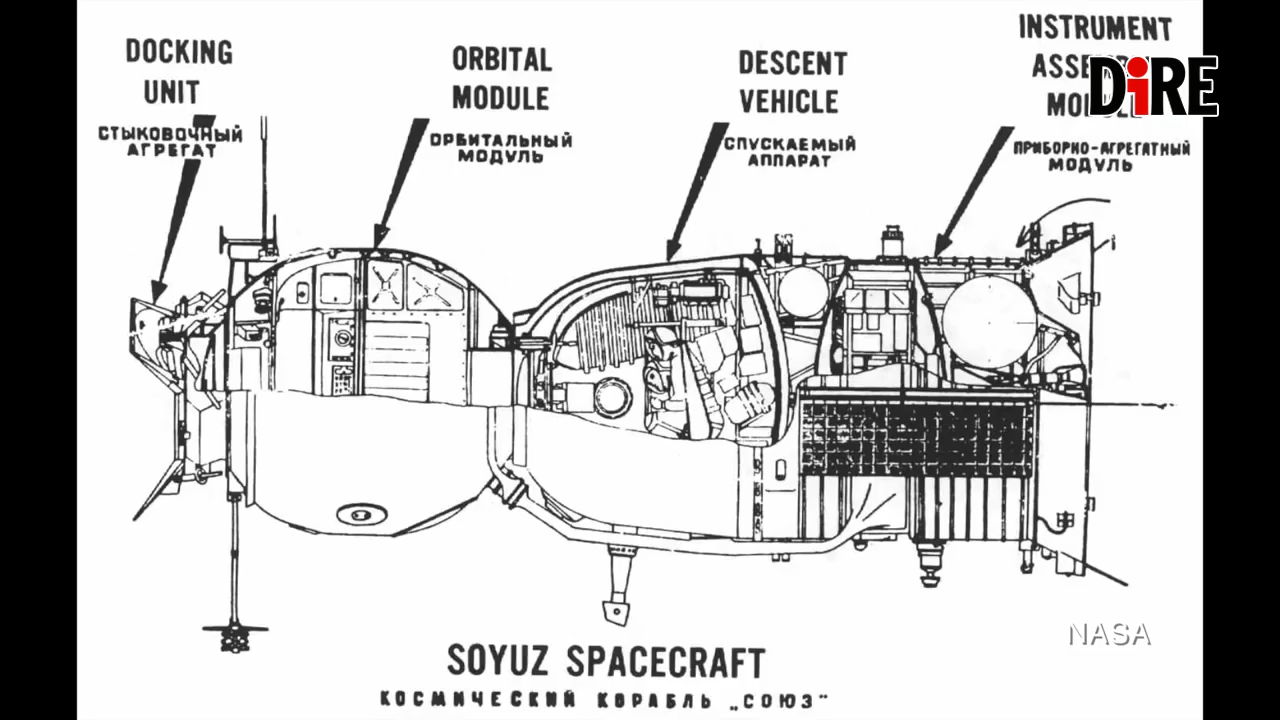 DOCKING
UNIT
СТЫКОВОЧНЫЙ
АГРЕГАТ
ORBITAL
MODULE
ОРБИТАЛЬНЫЙ
МОДУЛЬ
DESCENT
VEHICLE
СПУСКАЕМЫЙ
АППАРАТ
INSTRUMENT
DiRE
ПРИБОРНО-АГРЕГАТНЫЙ
МОДУЛЬ
NASA
SOYUZ SPACECRAFT
КОСМИЧЕСКИЙ КОРАБЛЬ „СОЮЗ"